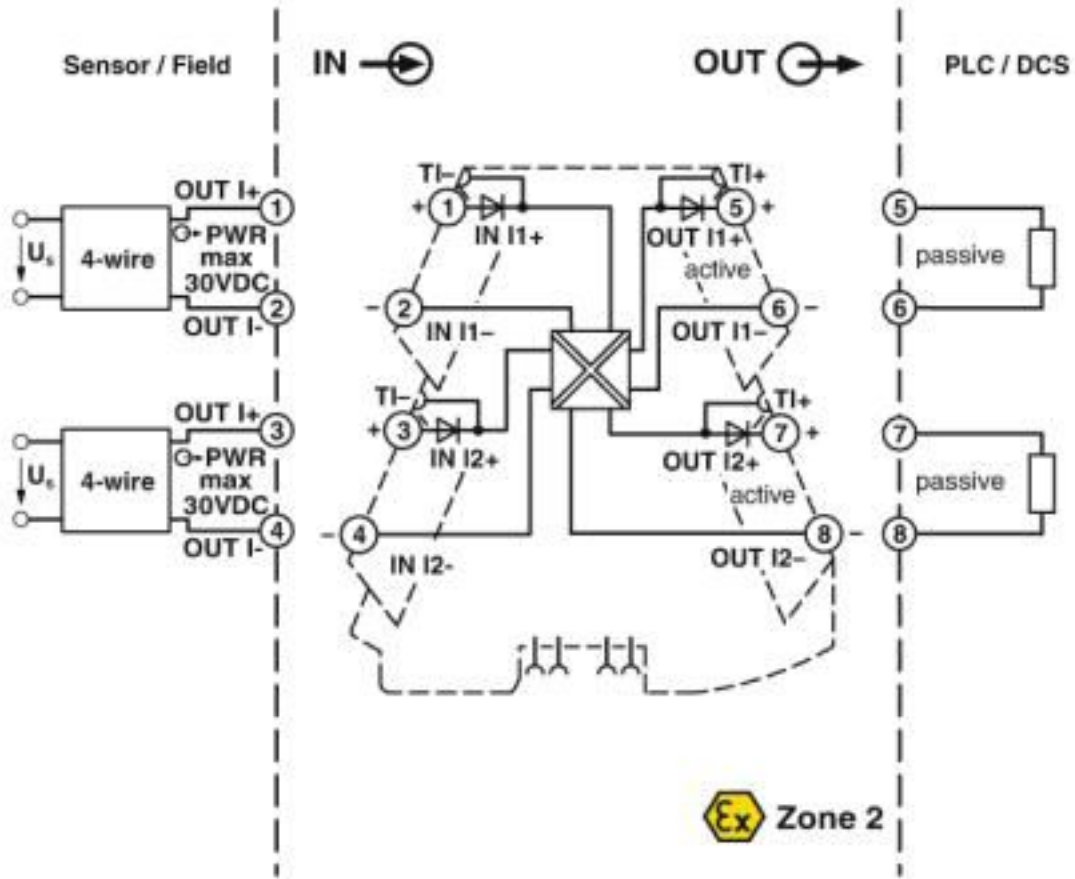 Sensor / Field
IN
OUT
PLC / DCS
OUT I+
1
PWR
max
30VDC
2
OUT I-
Us
4-wire
OUT I+
3
PWR
max
30VDC
4
OUT I-
Us
4-wire
TI–
+
1
IN I1+
–
2
IN I1–
TI–
+
3
IN I2+
–
4
IN I2-
TI+
5
+
OUT I1+
active
6
–
OUT I1–
TI+
7
+
OUT I2+
active
8
–
OUT I2–
5
passive
6
7
passive
8
Ex
Zone 2